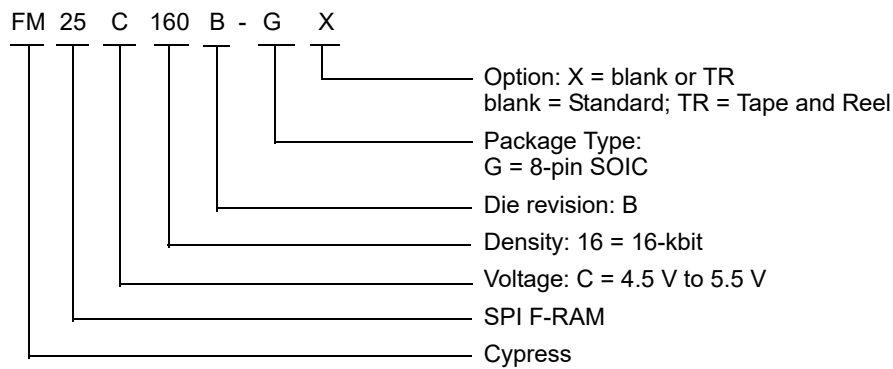 FM 25 C 160 B - G X
Option: X = blank or TR
blank = Standard; TR = Tape and Reel
Package Type:
G = 8-pin SOIC
Die revision: B
Density: 16 = 16-kbit
Voltage: C = 4.5 V to 5.5 V
SPI F-RAM
Cypress